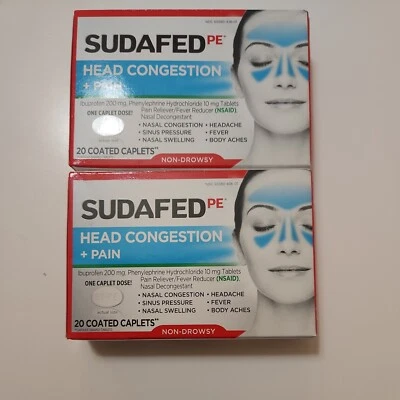 SUDAFED PE®
HEAD CONGESTION
+ PAIN
Ibuprofen 200 mg, Phenylephrine Hydrochloride 10 mg Tablets
Pain Reliever/Fever Reducer (NSAID),
Nasal Decongestant
ONE CAPLET DOSE!
• NASAL CONGESTION • HEADACHE
• SINUS PRESSURE • FEVER
• NASAL SWELLING • BODY ACHES
20 COATED CAPLETS**
NON-DROWSY
SUDAFED PE®
HEAD CONGESTION
+ PAIN
Ibuprofen 200 mg, Phenylephrine Hydrochloride 10 mg Tablets
Pain Reliever/Fever Reducer (NSAID),
Nasal Decongestant
ONE CAPLET DOSE!
• NASAL CONGESTION • HEADACHE
• SINUS PRESSURE • FEVER
• NASAL SWELLING • BODY ACHES
ACTUAL SIZE
20 COATED CAPLETS**
NON-DROWSY